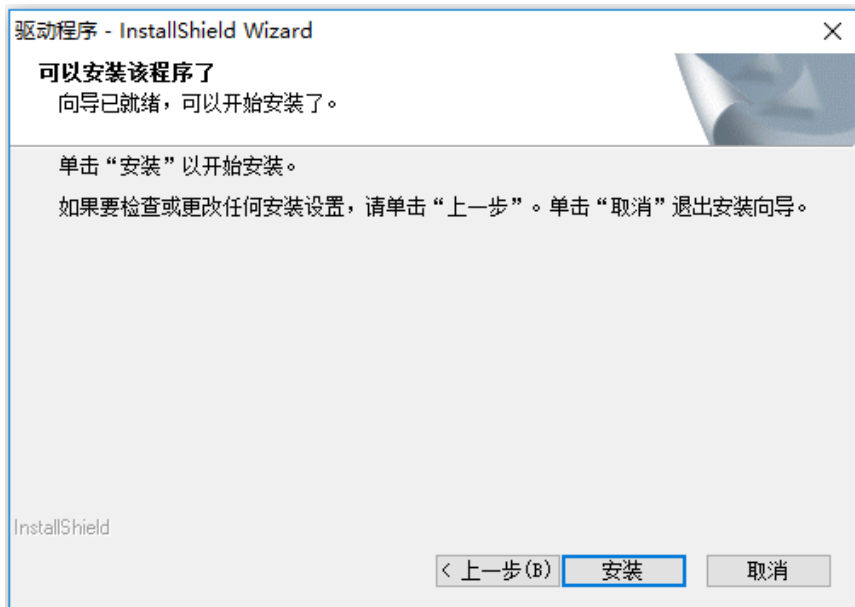 驱动程序 - InstallShield Wizard
可以安装该程序了
向导已就绪，可以开始安装了。
单击“安装”以开始安装。
如果要检查或更改任何安装设置，请单击“上一步”。单击“取消”退出安装向导。
InstallShield
< 上一步(B) 安装 取消